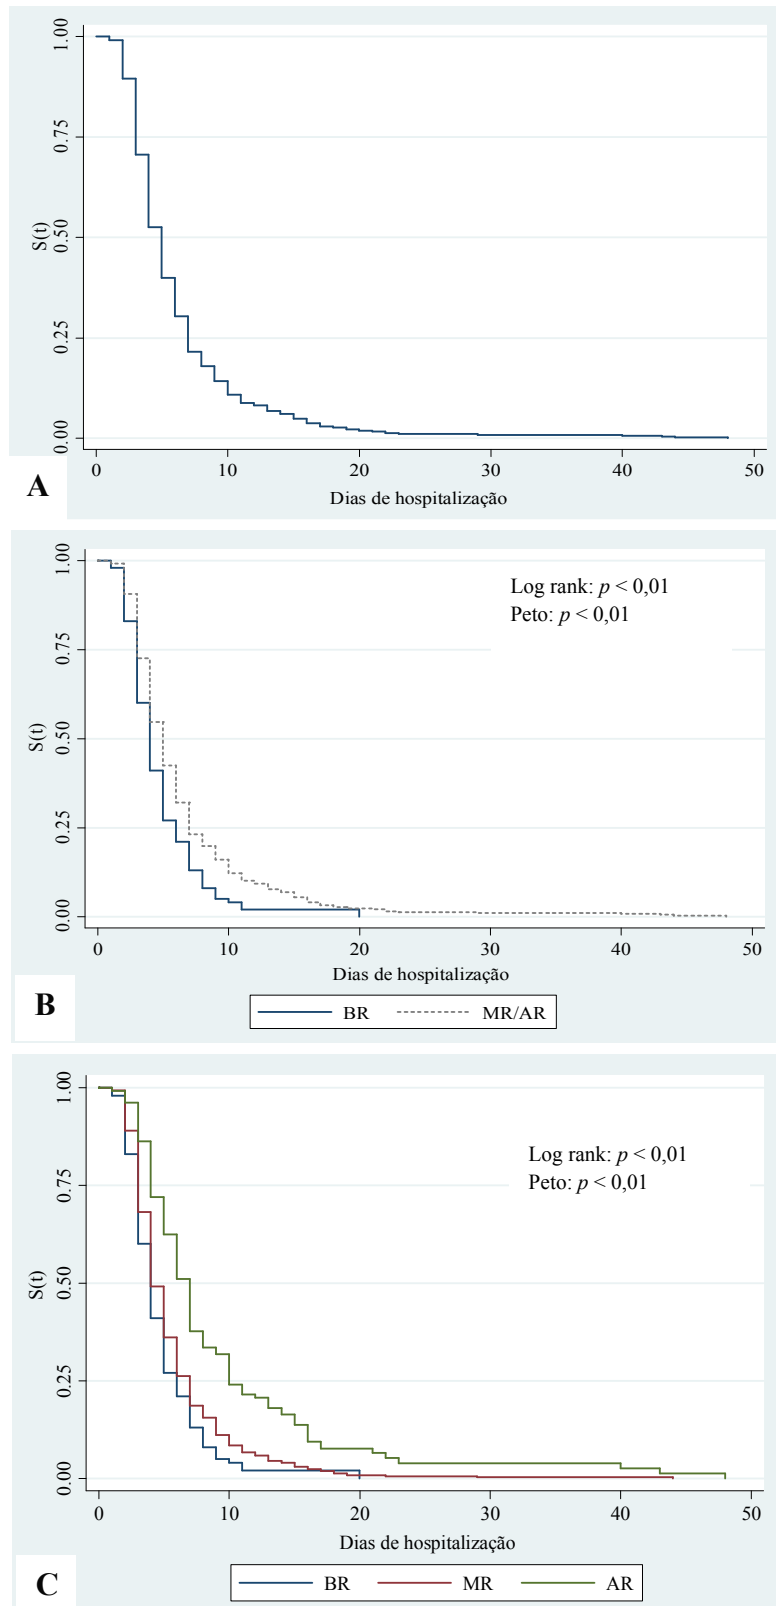 1.00
0.75
0.50
0.25
0.00
S(t)
0 10 20 30 40 50
Dias de hospitalização
A
1.00
0.75
0.50
0.25
0.00
S(t)
Log rank: p < 0,01
Peto: p < 0,01
0 10 20 30 40 50
Dias de hospitalização
B
BR MR/AR
1.00
0.75
0.50
0.25
0.00
S(t)
Log rank: p < 0,01
Peto: p < 0,01
0 10 20 30 40 50
Dias de hospitalização
C
BR MR AR